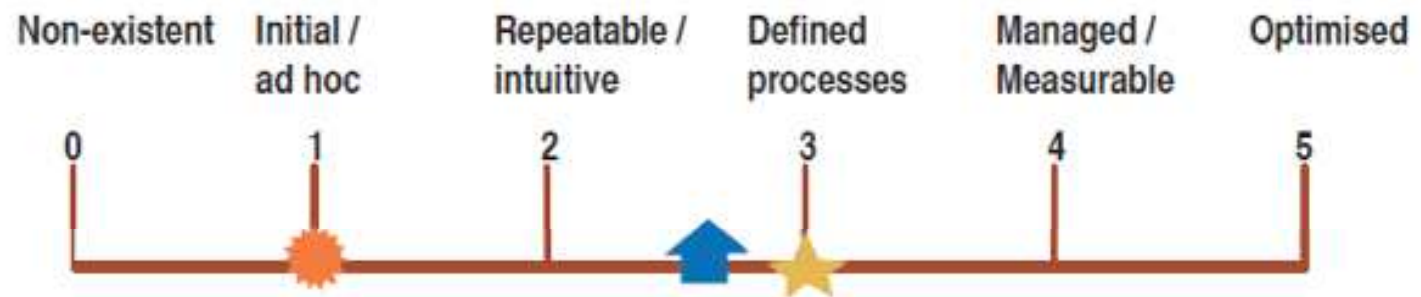 Non-existent
Initial /
ad hoc
Repeatable /
intuitive
Defined
processes
Managed /
Measurable
Optimised
0
1
2
3
4
5